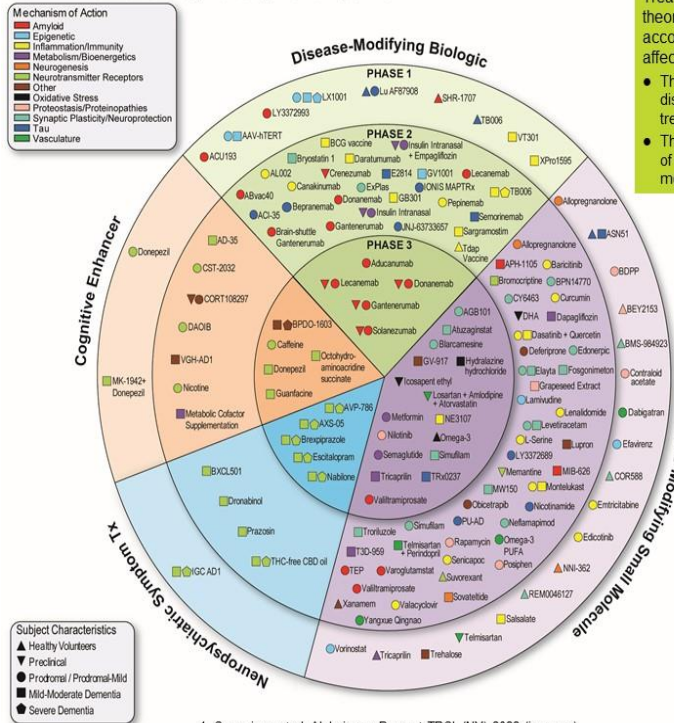 Mechanism of Action
Amyloid
Epigenetic
Inflammation/Immunity
Metabolism/Bioenergetics
Neurogenesis
Neurotransmitter Receptors
Other
Oxidative Stress
Proteostasis/Proteinopathies
Synaptic Plasticity/Neuroprotection
Tau
Vasculature
theor
acco
affec
Th
dis
tre
Th
of
mo
Disease-Modifying Biologic
PHASE 1
LX1001
Lu AF87908
SHR-1707
LY3372993
TB006
AAV-hTERT
VT301
ACU193
XPro1595
PHASE 2
BCG vaccine
Insulin Intranasal
+ Empagliflozin
Bryostatin 1
Daratumumab
AL002
Crenezumab
E2814
GV1001
Lecanemab
Canakinumab
ExPlas
IONIS MAPTRx
TB006
ABvac40
Donanemab
GB301
Pepinemab
Bepranemab
ACI-35
Insulin Intranasal
Semorinemab
Brain-shuttle
Gantenerumab
Gantenerumab
JNJ-63733657
Sargramostim
Tdap
Vaccine
PHASE 3
Aducanumab
Lecanemab
Donanemab
Gantenerumab
Solanezumab
Cognitive Enhancer
Donepezil
MK-1942+
Donepezil
AD-35
CST-2032
CORT108297
DAOIB
VGH-AD1
Nicotine
Metabolic Cofactor
Supplementation
BPDO-1603
Caffeine
Octohydro-
aminoacridine
succinate
Donepezil
Guanfacine
Neuropsychiatric Symptom Tx
IGC AD1
BXCL501
Dronabinol
Prazosin
THC-free CBD oil
AVP-786
AXS-05
Brexpiprazole
Escitalopram
Nabilone
Modifying Small Molecule
AGB101
Atuzaginstat
Blarcamesine
GV-917
Hydralazine
hydrochloride
Icosapent ethyl
Losartan + Amlodipine
+ Atorvastatin
Metformin
NE3107
Nilotinib
Omega-3
Semaglutide
Simufilam
Tricaprilin
TRx0237
Valiltramiprosate
Allopregnanolone
APH-1105
Baricitinib
Bromocriptine
BPN14770
CY6463
Curcumin
DHA
Dapagliflozin
Dasatinib + Quercetin
Deferiprone
Edonerpic
Elayta
Fosgonimeton
Grapeseed Extract
Lamivudine
Lenalidomide
Levetiracetam
L-Serine
Lupron
LY3372689
Memantine
MIB-626
MW150
Montelukast
Obicetrapib
Nicotinamide
PU-AD
Neflamapimod
Troriluzole
Simufilam
T3D-959
Telmisartan
+ Perindopril
Rapamycin
Omega-3
PUFA
TEP
Varoglutamstat
Sericapoc
Posiphen
Valiltramiprosate
Suvorexant
Xanamem
Valacyclovir
Sovateltide
Yangxue Qingnao
Allopregnanolone
ASN51
BDPP
BEY2153
BMS-984923
Contraloid
acetate
Dabigatran
Efavirenz
COR588
Emtricitabine
Edicotinib
NNI-362
REM0046127
Salsalate
Telmisartan
Trehalose
Tricaprilin
Vorinostat
Subject Characteristics
Healthy Volunteers
Preclinical
Prodromal / Prodromal-Mild
Mild-Moderate Dementia
Severe Dementia